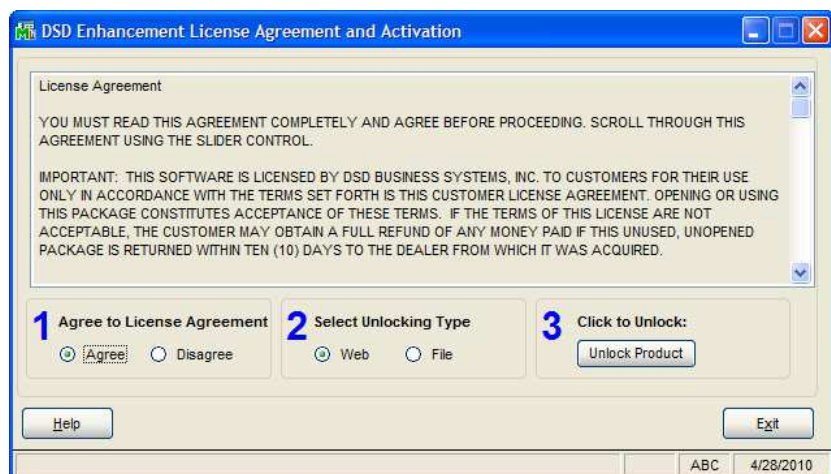 DSD Enhancement License Agreement and Activation
License Agreement
YOU MUST READ THIS AGREEMENT COMPLETELY AND AGREE BEFORE PROCEEDING. SCROLL THROUGH THIS
AGREEMENT USING THE SLIDER CONTROL.
IMPORTANT: THIS SOFTWARE IS LICENSED BY DSD BUSINESS SYSTEMS, INC. TO CUSTOMERS FOR THEIR USE
ONLY IN ACCORDANCE WITH THE TERMS SET FORTH IS THIS CUSTOMER LICENSE AGREEMENT. OPENING OR USING
THIS PACKAGE CONSTITUTES ACCEPTANCE OF THESE TERMS. IF THE TERMS OF THIS LICENSE ARE NOT
ACCEPTABLE, THE CUSTOMER MAY OBTAIN A FULL REFUND OF ANY MONEY PAID IF THIS UNUSED, UNOPENED
PACKAGE IS RETURNED WITHIN TEN (10) DAYS TO THE DEALER FROM WHICH IT WAS ACQUIRED.
1 Agree to License Agreement
Agree Disagree
2 Select Unlocking Type
Web File
3 Click to Unlock:
Unlock Product
Help
Exit
ABC 4/28/2010